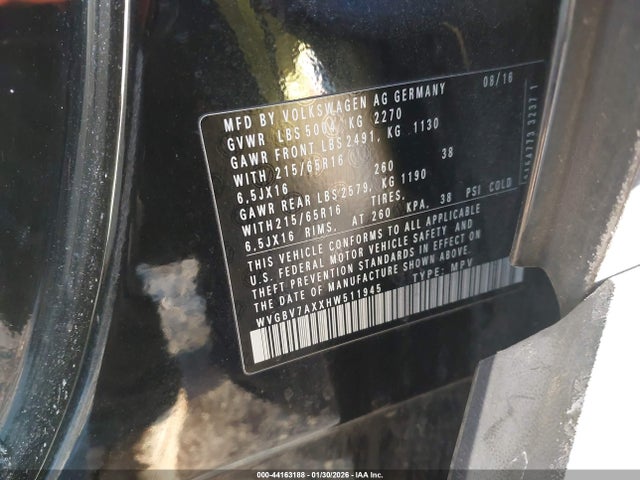 MFD BY VOLKSWAGEN AG GERMANY 08/16
GVWR LBS 5004, KG 2270
GAWR FRONT LBS 2491, KG 1130
WITH 215/65R16
6,5JX16 260 38
GAWR REAR LBS 2579, KG 1190
WITH 215/65R16 TIRES,
6,5JX16 RIMS, AT 260 KPA, 38 PSI COLD
THIS VEHICLE CONFORMS TO ALL APPLICABLE
U.S. FEDERAL MOTOR VEHICLE SAFETY AND
THEFT PREVENTION STANDARDS IN EFFECT ON
THE DATE OF MANUFACTURE SHOWN ABOVE
WVGBV7AXXHW511945 TYPE: MPV
000-44163188 - 01/30/2026 - IAA Inc.